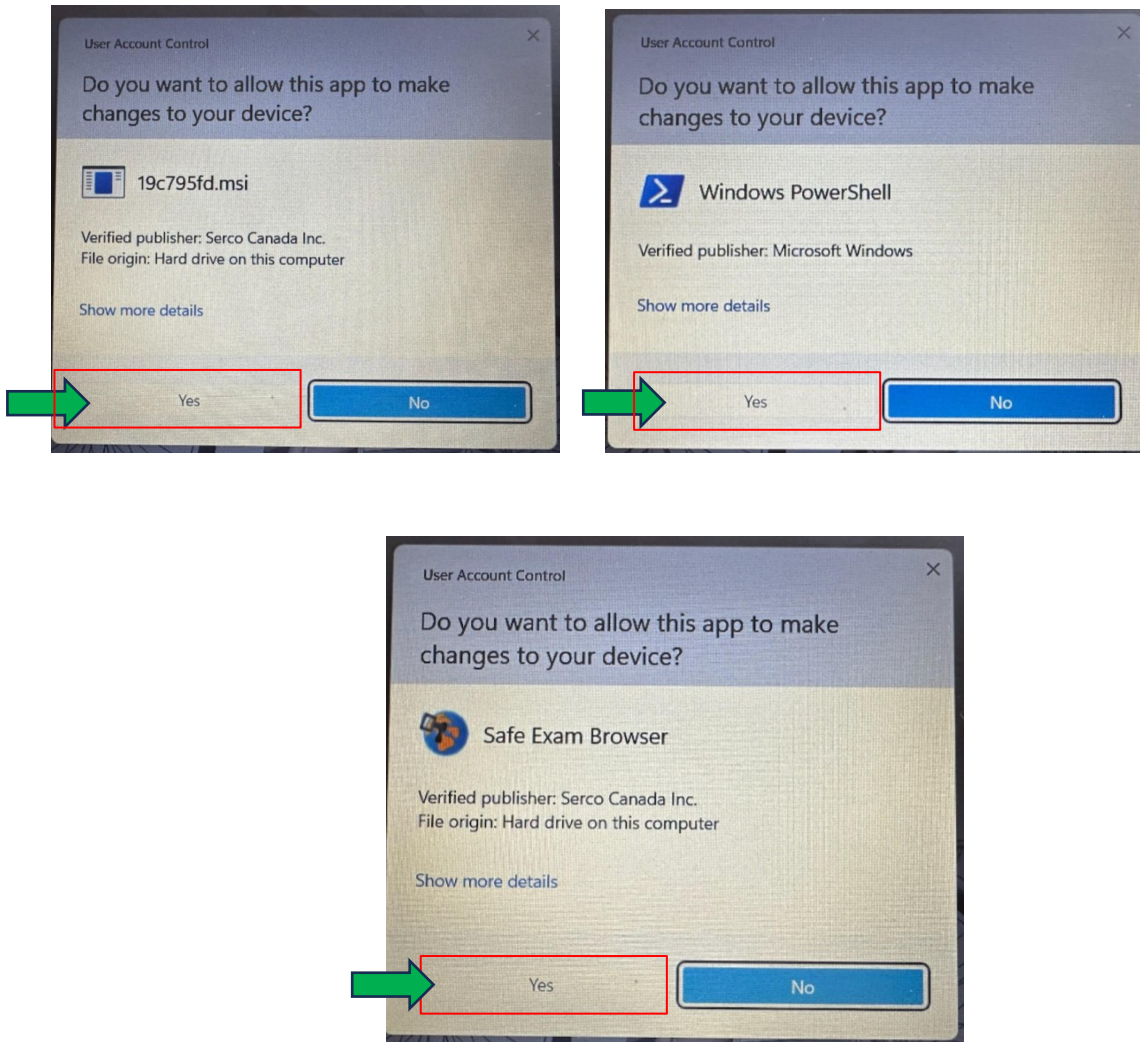 User Account Control
Do you want to allow this app to make
changes to your device?
19c795fd.msi
Verified publisher: Serco Canada Inc.
File origin: Hard drive on this computer
Show more details
Yes
No
User Account Control
Do you want to allow this app to make
changes to your device?
Windows PowerShell
Verified publisher: Microsoft Windows
Show more details
Yes
No
User Account Control
Do you want to allow this app to make
changes to your device?
Safe Exam Browser
Verified publisher: Serco Canada Inc.
File origin: Hard drive on this computer
Show more details
Yes
No